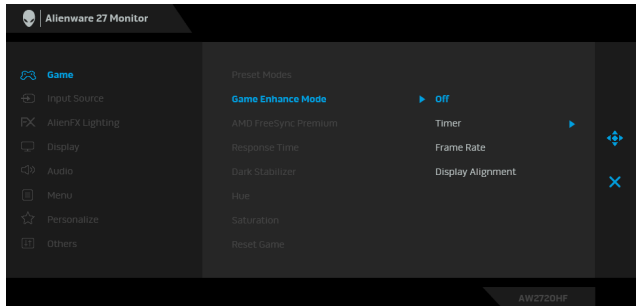 Alienware 27 Monitor
Game
Input Source
AlienFX Lighting
Display
Audio
Menu
Personalize
Others
Preset Modes
Game Enhance Mode
AMD FreeSync Premium
Response Time
Dark Stabilizer
Hue
Saturation
Reset Game
Off
Timer
Frame Rate
Display Alignment
AW2720HF